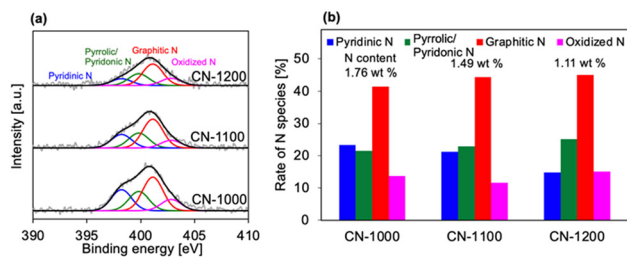 (a)
Pyrrolic/
Pyridonic N
Graphitic N
Pyridinic N
Oxidized N
CN-1200
CN-1100
CN-1000
Intensity [a.u.]
390 395 400 405 410
Binding energy [eV]
(b)
Pyridinic N
Pyrrolic/
Pyridonic N
Graphitic N
Oxidized N
N content
1.76 wt %
1.49 wt %
1.11 wt %
Rate of N species [%]
60
50
40
30
20
10
0
CN-1000 CN-1100 CN-1200